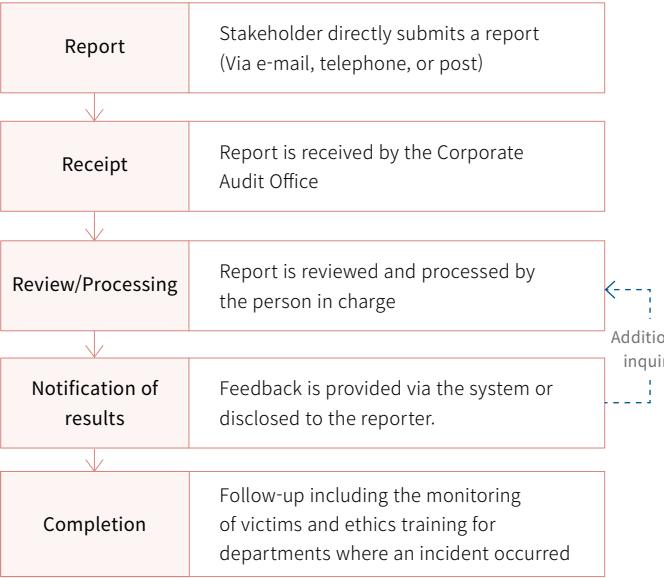 Report
Stakeholder directly submits a report
(Via e-mail, telephone, or post)
Receipt
Report is received by the Corporate
Audit Office
Review/Processing
Report is reviewed and processed by
the person in charge
Notification of
results
Feedback is provided via the system or
disclosed to the reporter.
Completion
Follow-up including the monitoring
of victims and ethics training for
departments where an incident occurred